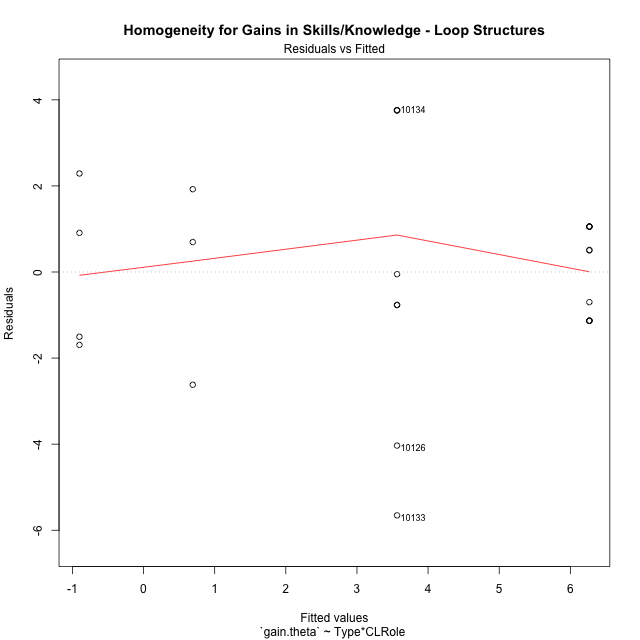 Homogeneity for Gains in Skills/Knowledge - Loop Structures
Residuals vs Fitted
4
2
0
-2
-4
-6
Residuals
10134
10126
10133
-1 0 1 2 3 4 5 6
Fitted values
`gain.theta` ~ Type*CLRole